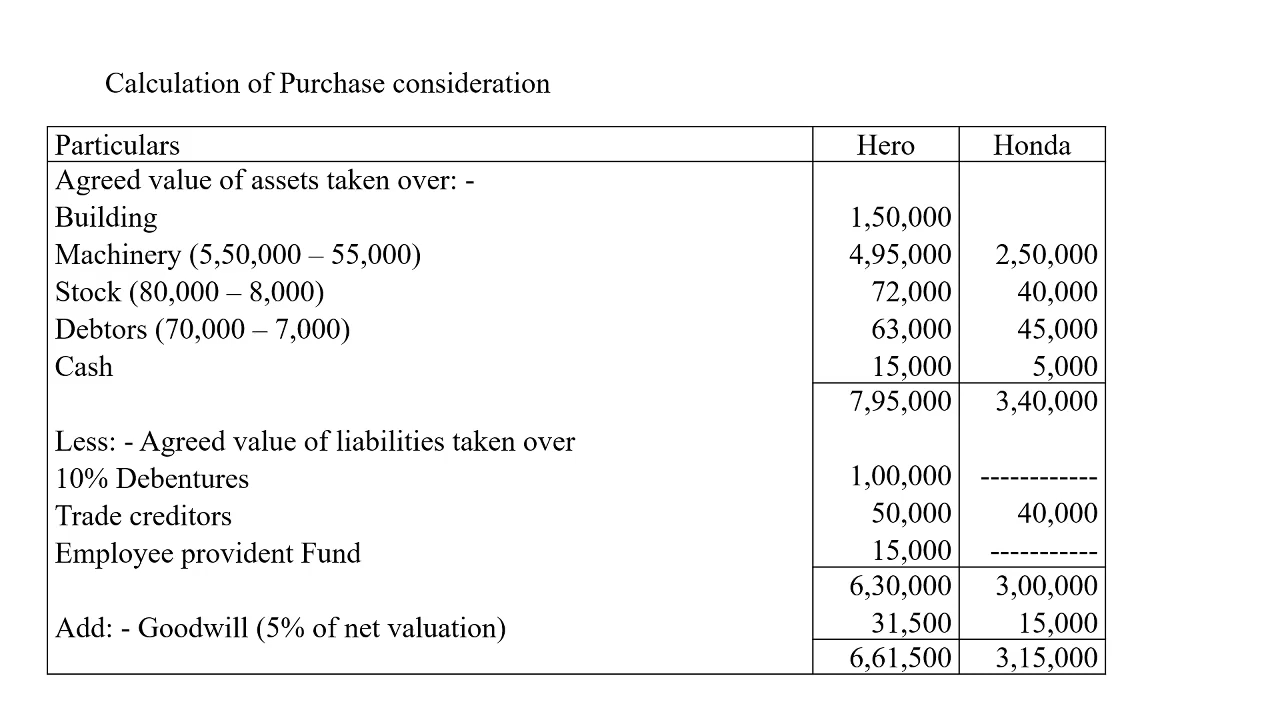 Calculation of Purchase consideration
Particulars Hero Honda
Agreed value of assets taken over: -
Building 1,50,000
Machinery (5,50,000 – 55,000) 4,95,000 2,50,000
Stock (80,000 – 8,000) 72,000 40,000
Debtors (70,000 – 7,000) 63,000 45,000
Cash 15,000 5,000
7,95,000 3,40,000
Less: - Agreed value of liabilities taken over
10% Debentures 1,00,000 ------------
Trade creditors 50,000 40,000
Employee provident Fund 15,000 -----------
6,30,000 3,00,000
Add: - Goodwill (5% of net valuation) 31,500 15,000
6,61,500 3,15,000